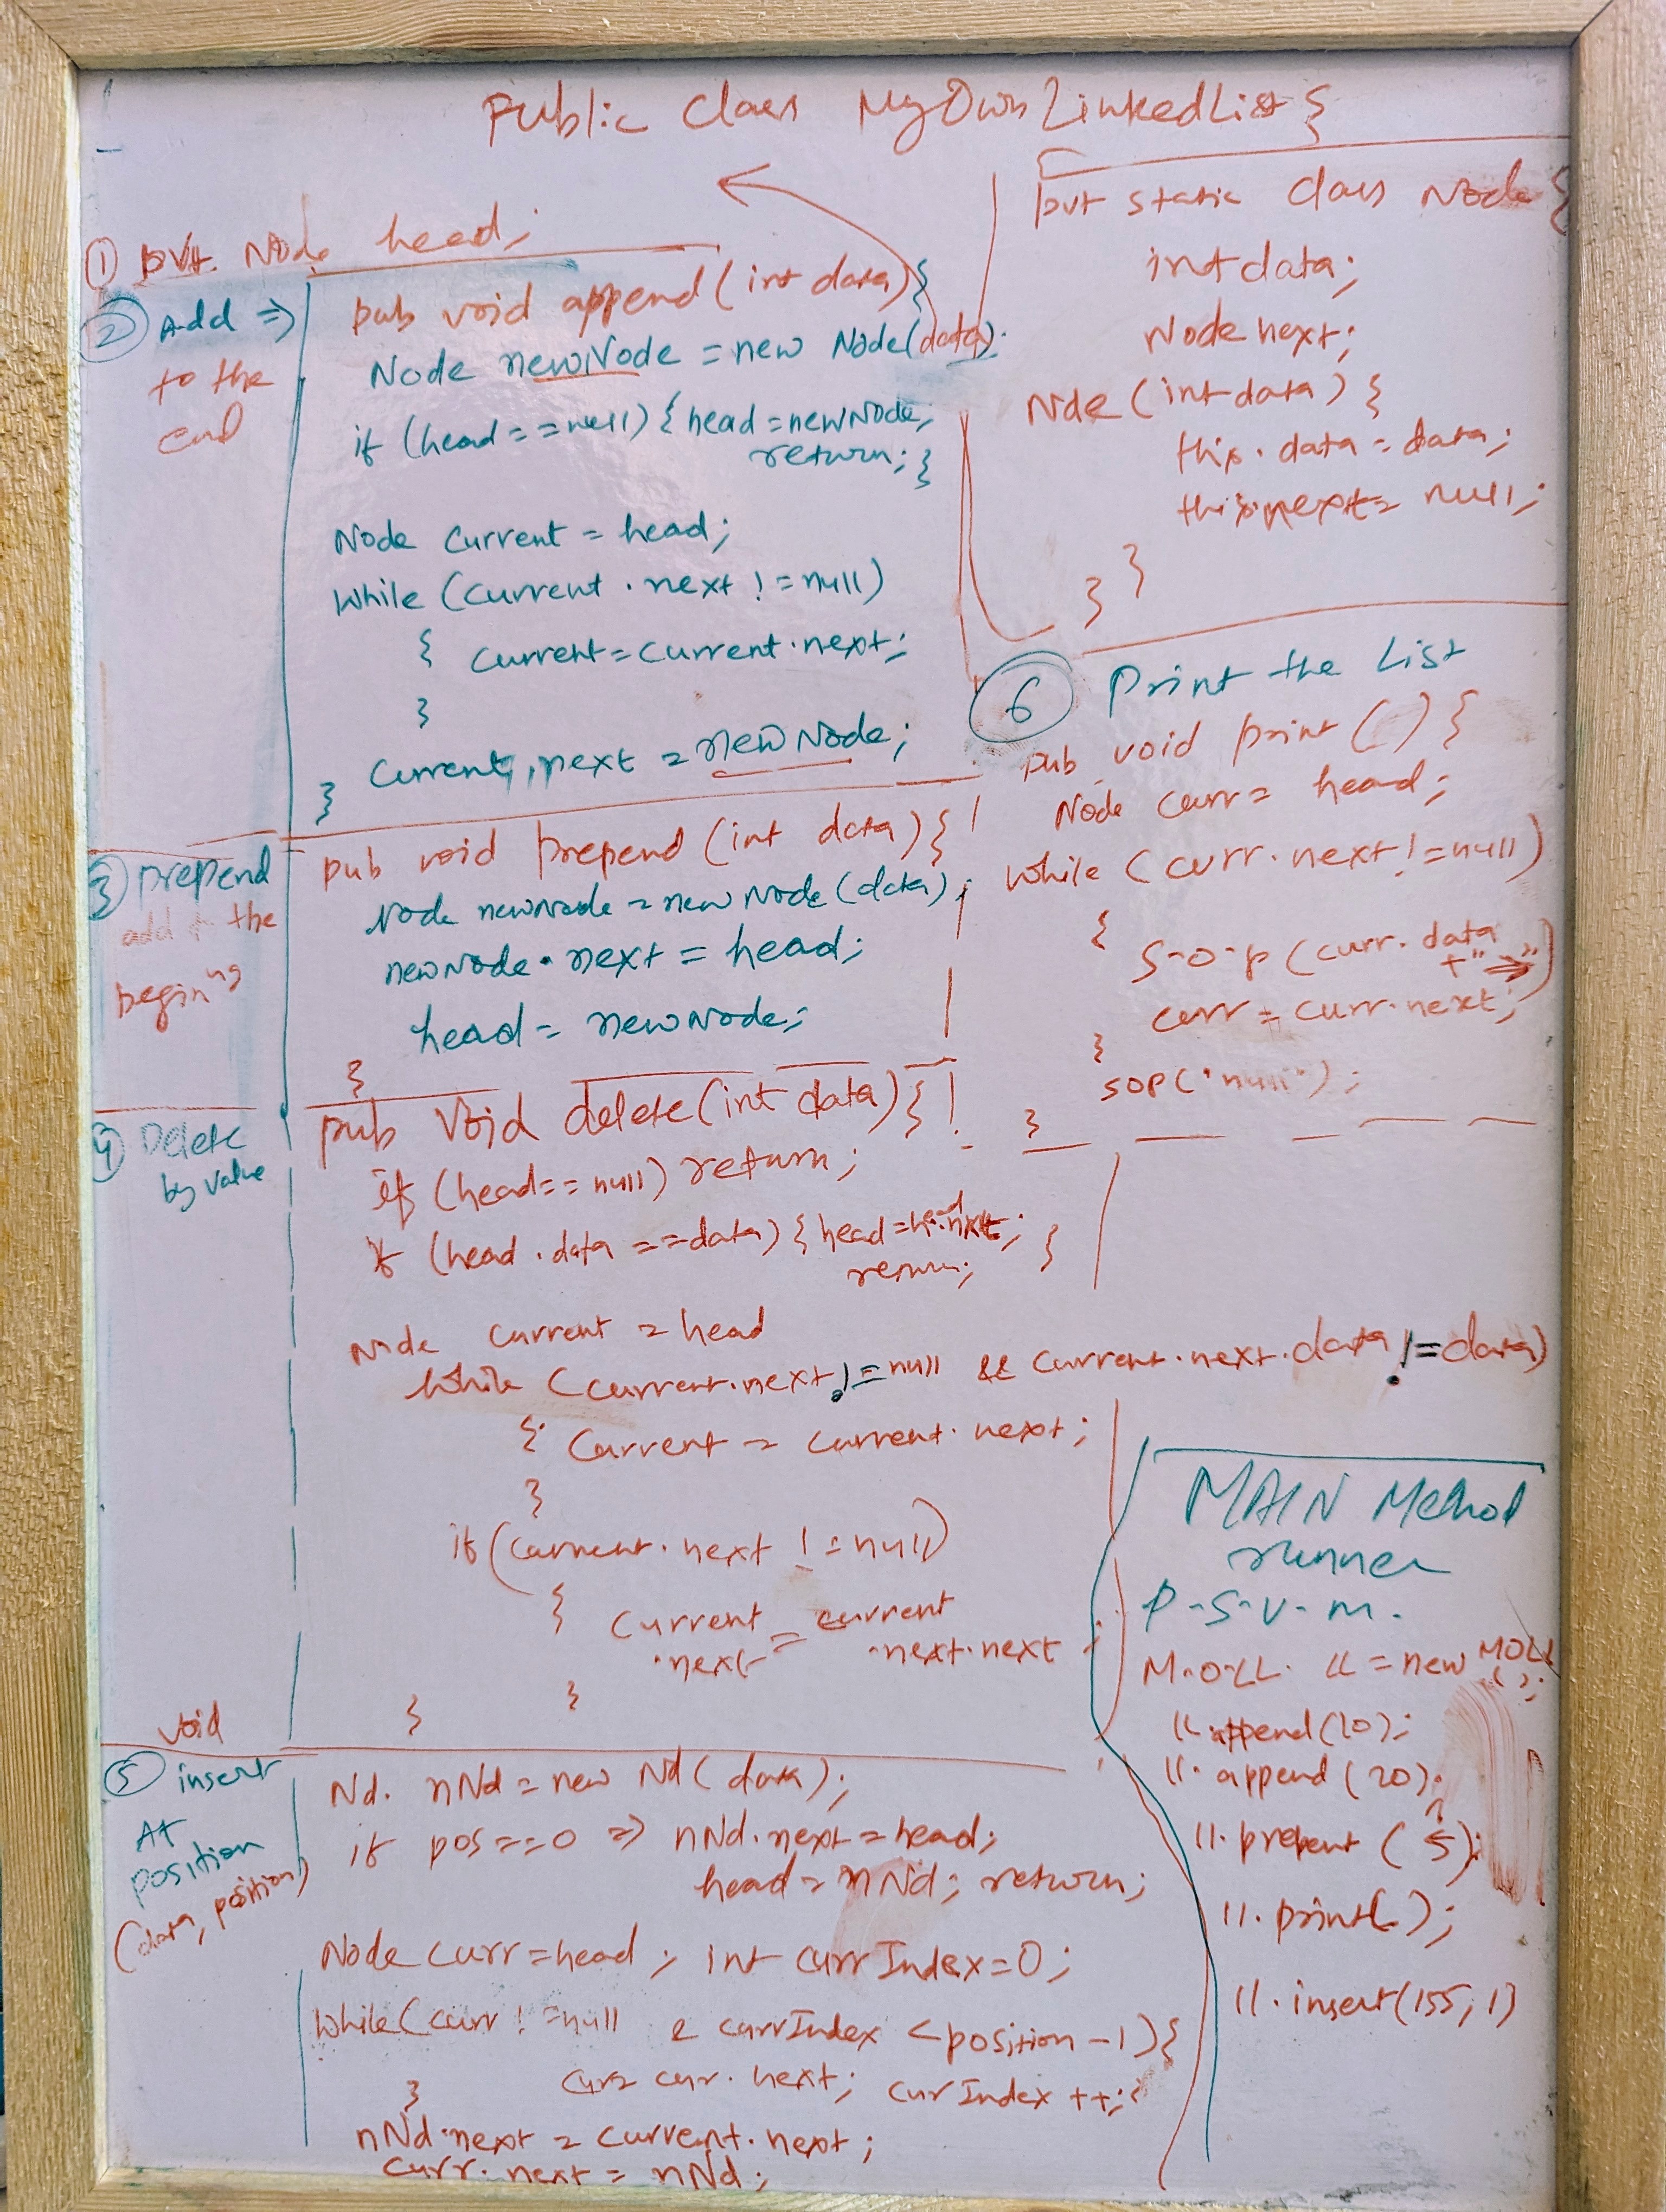 Public Class MyOwnLinkedList {
① pvt. Node head;
② Add ⇒
to the
end
pub void append(int data){
Node newNode = new Node(data);
if (head == null) { head = newNode;
return; }
Node current = head;
While (current.next != null)
{ current = current.next;
}
Current.next = newNode;
}
pvt static class Node {
int data;
Node next;
Node (int data) {
this.data = data;
this.next = null;
}
}
③ prepend
add to the
begining
pub void prepend (int data) {
Node newNode = new Node (data);
newNode.next = head;
head = newNode;
}
⑥ Print the List
pub void print () {
Node curr = head;
while (curr.next != null)
{ S-o-p (curr.data
+ "⇒")
curr = curr.next;
}
SOP("null");
}
④ Delete
by value
pub void delete(int data) {
if (head == null) return;
if (head.data == data) { head = head.next; }
return;
Node current = head
While (current.next != null && current.next.data != data)
{ Current = current.next;
}
if (current.next != null)
{ current = current
.next .next.next ;
}
}
void
⑤ insert
At
position
(data, position)
Nd. nNd = new Nd (data);
if pos == 0 ⇒ nNd.next = head;
head = nNd; return;
Node curr = head; int currIndex = 0;
While (curr != null & currIndex < position - 1) {
cur = cur.next; curIndex ++;
}
nNd.next = current.next;
curr.next = nNd;
MAIN Method
runner
P-S-V-m.
M.O.LL. LL = new MOLL
();
ll.append(10);
ll.append (20);
ll.prepent (5);
ll.print( );
ll.insert(155, 1)